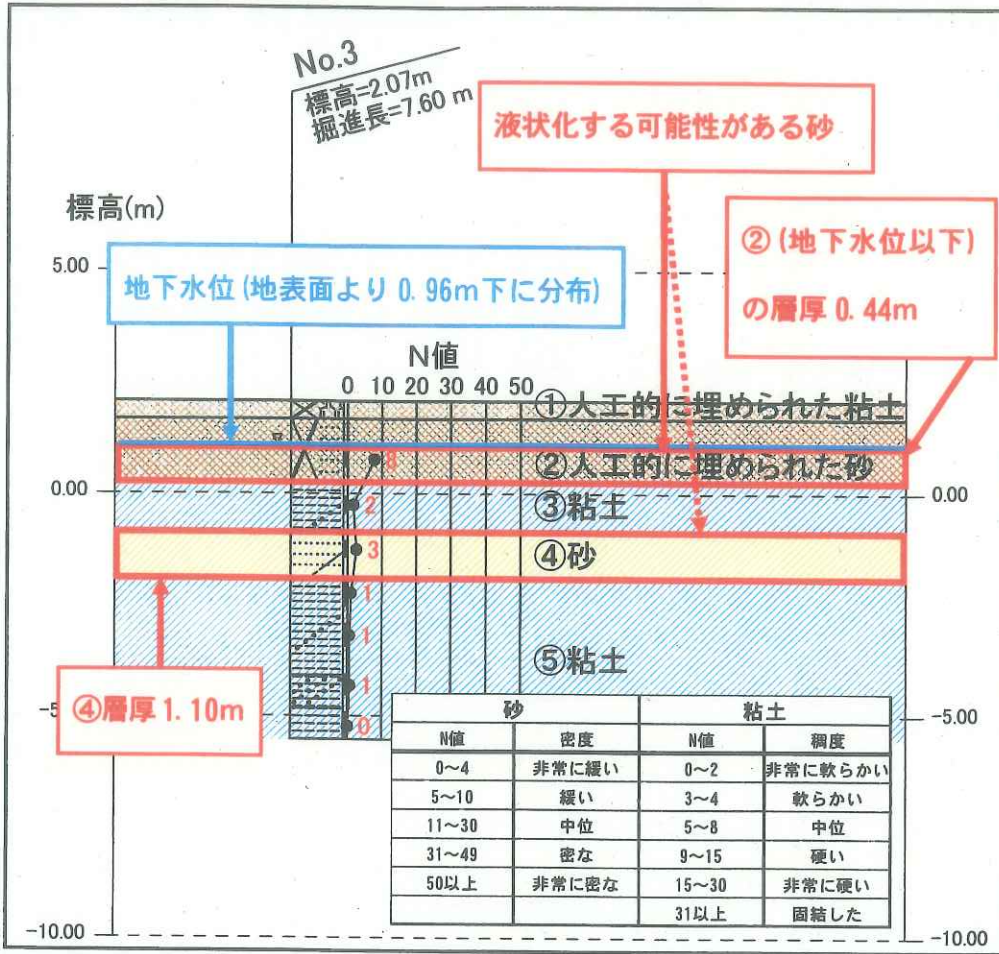 No.3
標高=2.07m
掘進長=7.60 m
液状化する可能性がある砂
標高(m)
②(地下水位以下)
の層厚 0.44m
5.00
地下水位(地表面より 0.96m 下に分布)
N値
0 10 20 30 40 50
①人工的に埋められた粘土
8
②人工的に埋められた砂
0.00
0.00
2
③粘土
3
④砂
1
1
⑤粘土
1
④層厚 1.10m
-5.00
0
砂 粘土
N値 密度 N値 稠度
0～4 非常に緩い 0～2 非常に軟らかい
5～10 緩い 3～4 軟らかい
11～30 中位 5～8 中位
31～49 密な 9～15 硬い
50以上 非常に密な 15～30 非常に硬い
31以上 固結した
-10.00
-10.00